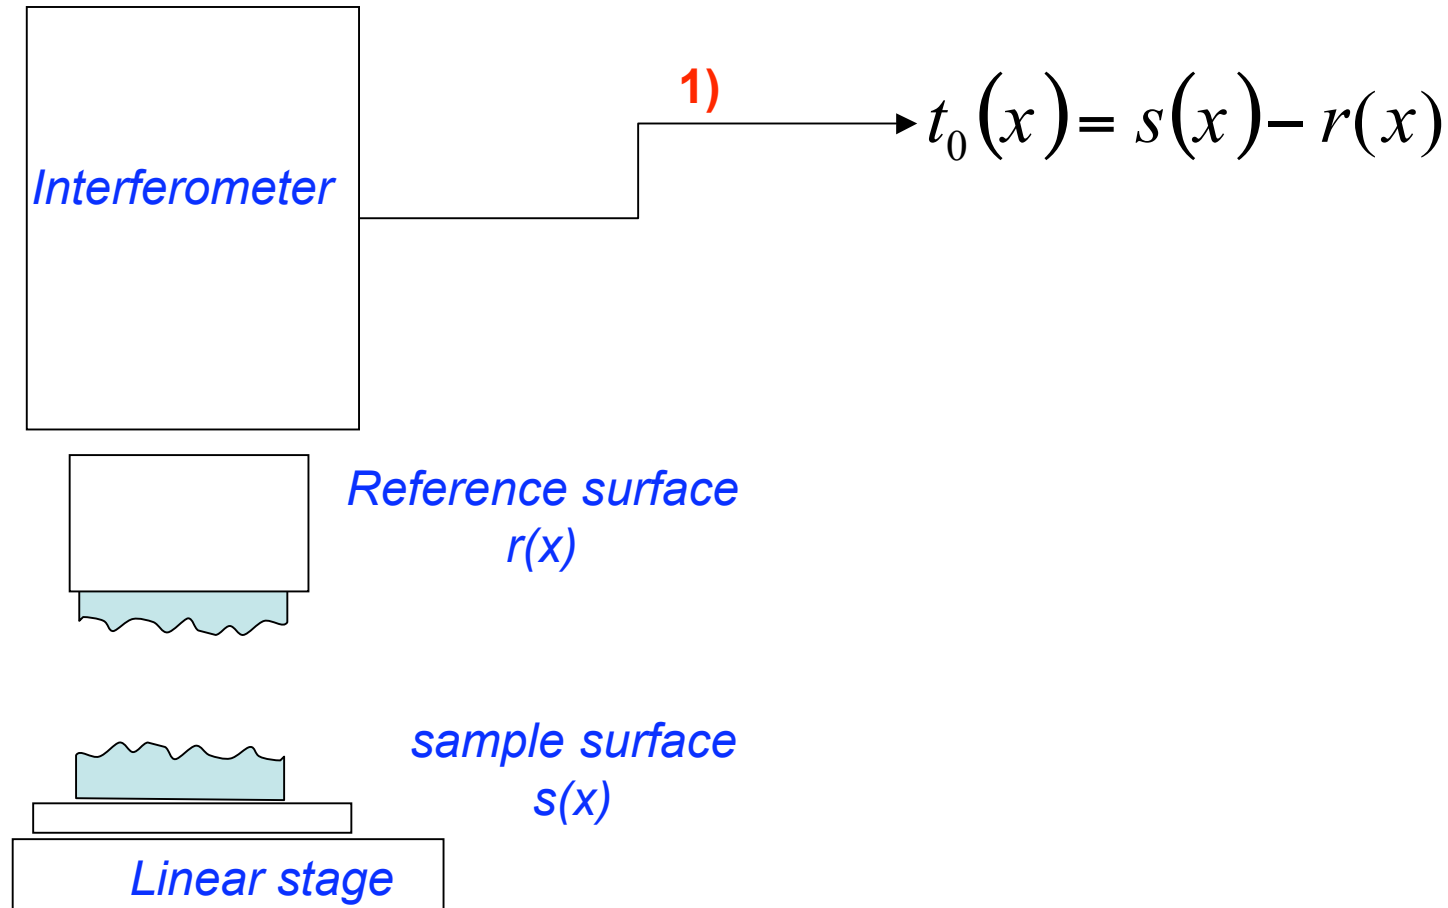 1)
t₀(x) = s(x) − r(x)
Interferometer
Reference surface
r(x)
sample surface
s(x)
Linear stage